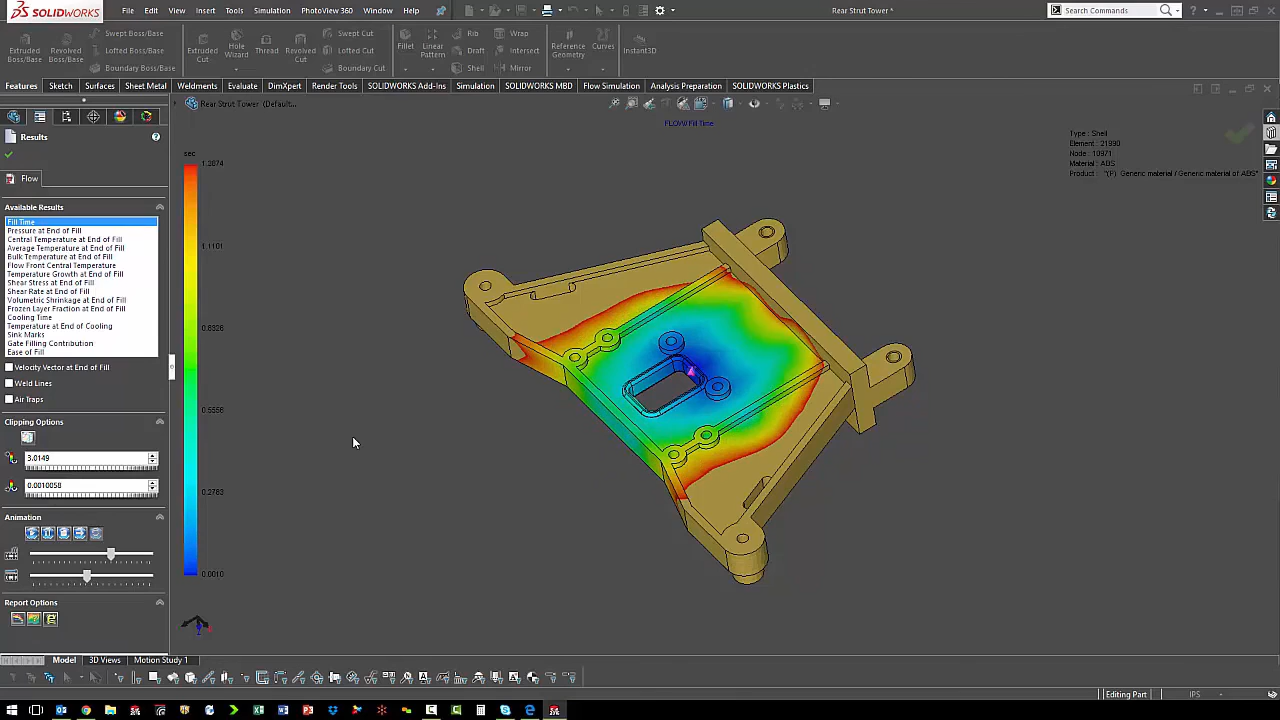 SOLIDWORKS File Edit View Insert Tools Simulation PhotoView 360 Window Help Rear Strut Tower * Search Commands
Extruded Boss/Base
Revolved Boss/Base
Swept Boss/Base
Lofted Boss/Base
Boundary Boss/Base
Extruded Cut
Hole Wizard
Thread
Revolved Cut
Swept Cut
Lofted Cut
Boundary Cut
Fillet
Linear Pattern
Rib
Draft
Shell
Wrap
Intersect
Mirror
Reference Geometry
Curves
Instant3D
Features Sketch Surfaces Sheet Metal Weldments Evaluate DimXpert Render Tools SOLIDWORKS Add-Ins Simulation SOLIDWORKS MBD Flow Simulation Analysis Preparation SOLIDWORKS Plastics
Rear Strut Tower (Default...
FLOW/Fill Time
Type : Shell
Element : 21990
Node : 10971
Material : ABS
Product : "(P) Generic material / Generic material of ABS"
Results
Flow
Available Results
Fill Time
Pressure at End of Fill
Central Temperature at End of Fill
Average Temperature at End of Fill
Bulk Temperature at End of Fill
Flow Front Central Temperature
Temperature Growth at End of Fill
Shear Stress at End of Fill
Shear Rate at End of Fill
Volumetric Shrinkage at End of Fill
Frozen Layer Fraction at End of Fill
Cooling Time
Temperature at End of Cooling
Sink Marks
Gate Filling Contribution
Ease of Fill
Velocity Vector at End of Fill
Weld Lines
Air Traps
Clipping Options
3.0149
0.0010058
Animation
Report Options
sec
1.3874
1.1101
0.8328
0.5556
0.2783
0.0010
Model 3D Views Motion Study 1
Editing Part IPS